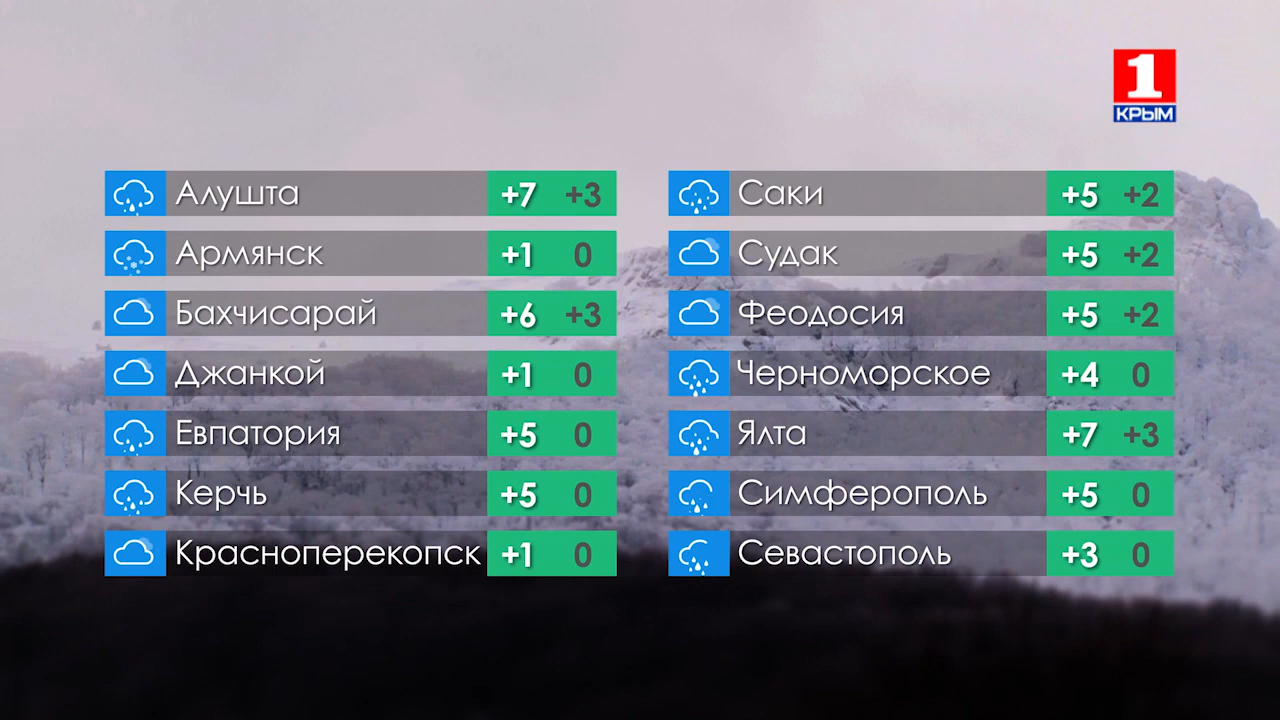 1
КРЫМ
Алушта +7 +3
Армянск +1 0
Бахчисарай +6 +3
Джанкой +1 0
Евпатория +5 0
Керчь +5 0
Красноперекопск +1 0
Саки +5 +2
Судак +5 +2
Феодосия +5 +2
Черноморское +4 0
Ялта +7 +3
Симферополь +5 0
Севастополь +3 0